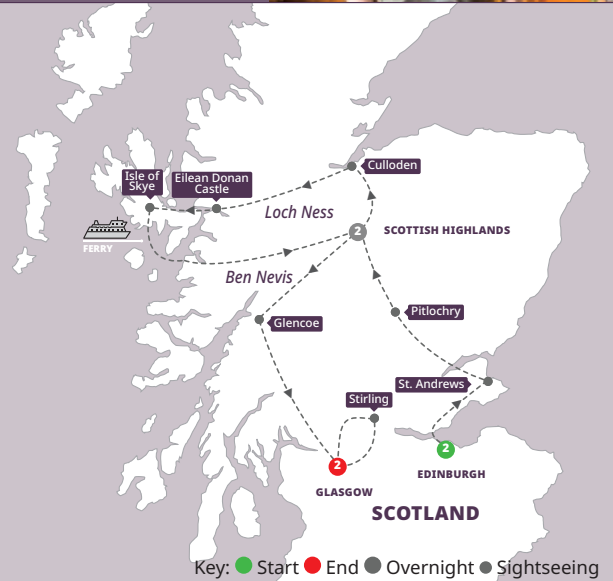 Culloden
Isle of
Skye
Eilean Donan
Castle
Loch Ness
2
SCOTTISH HIGHLANDS
FERRY
Ben Nevis
Pitlochry
Glencoe
St. Andrews
Stirling
2
EDINBURGH
2
GLASGOW
SCOTLAND
Key: Start End Overnight Sightseeing